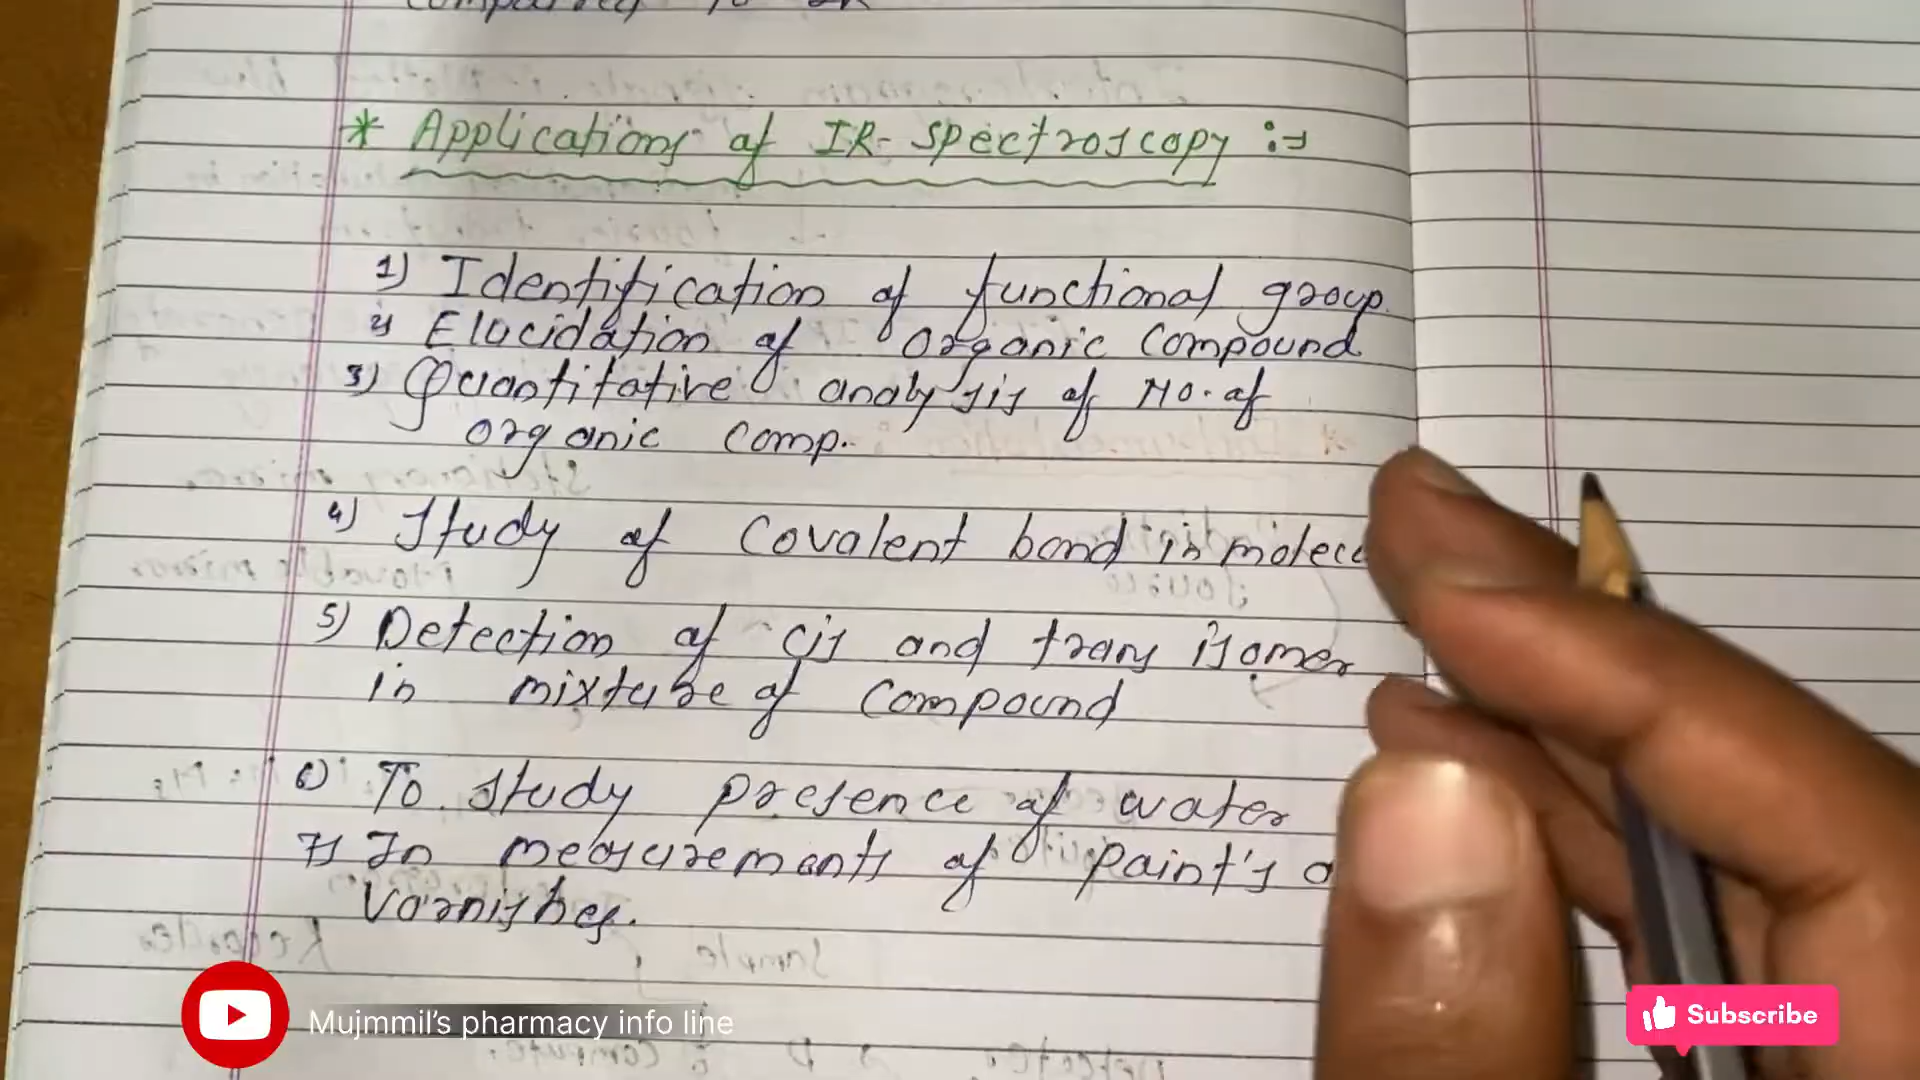 * Applications of IR-spectroscopy :-
1) Identification of functional group.
2) Elucidation of organic compound
3) Quantitative analysis of No. of
organic comp.
4) Study of covalent bond in molecu
5) Detection of cis and trans isomer
in mixture of compound
6) To study presence of water
7) In measurements of paint's a
Varnishes.
Mujmmil's pharmacy info line
Subscribe